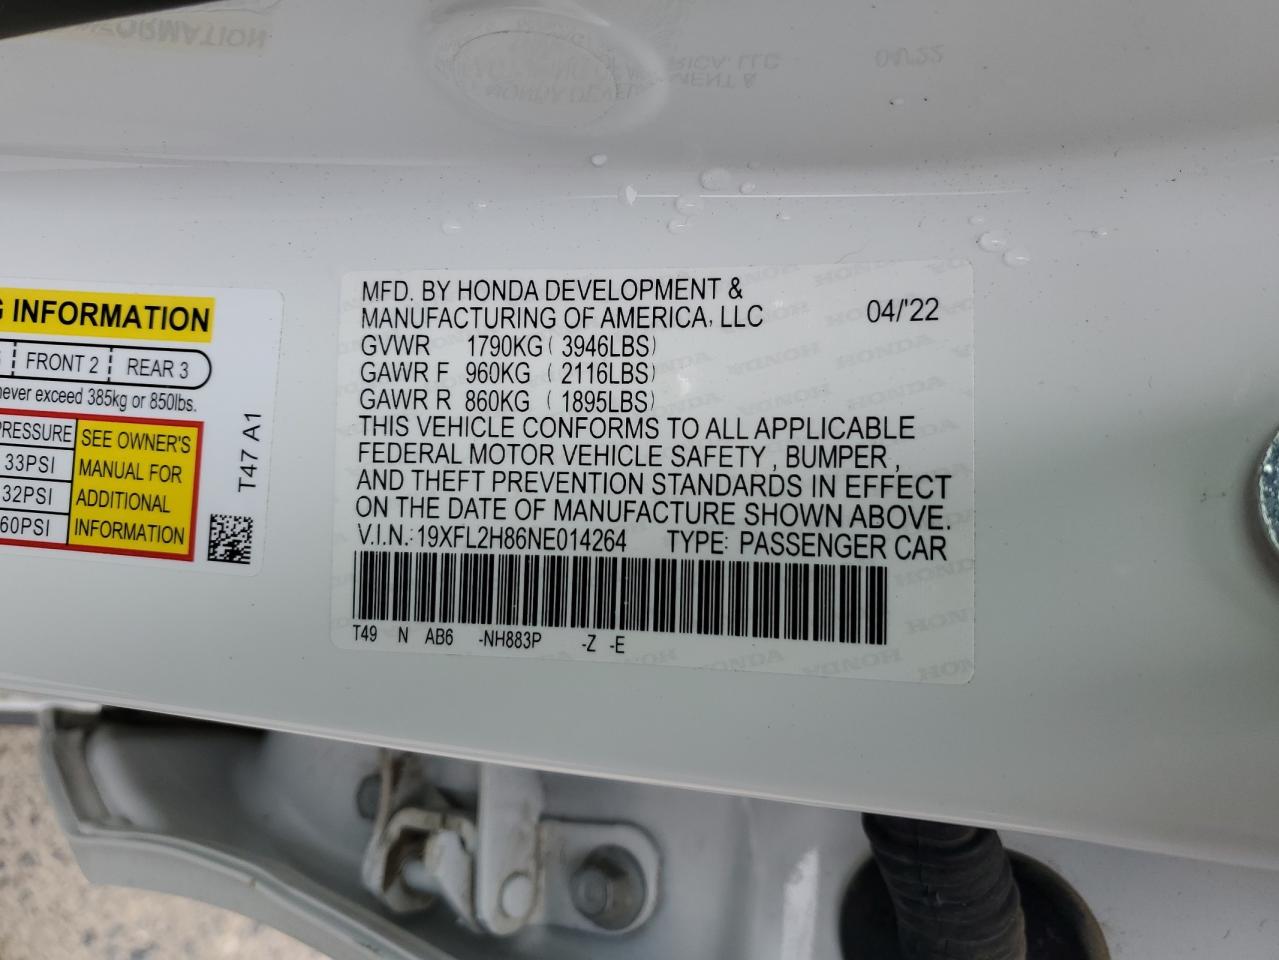 G INFORMATION
FRONT 2 REAR 3
never exceed 385kg or 850lbs.
PRESSURE
33PSI
32PSI
60PSI
SEE OWNER'S
MANUAL FOR
ADDITIONAL
INFORMATION
T47 A1
MFD. BY HONDA DEVELOPMENT &
MANUFACTURING OF AMERICA, LLC 04/'22
GVWR 1790KG ( 3946LBS)
GAWR F 960KG ( 2116LBS)
GAWR R 860KG ( 1895LBS)
THIS VEHICLE CONFORMS TO ALL APPLICABLE
FEDERAL MOTOR VEHICLE SAFETY , BUMPER ,
AND THEFT PREVENTION STANDARDS IN EFFECT
ON THE DATE OF MANUFACTURE SHOWN ABOVE.
V.I.N.: 19XFL2H86NE014264 TYPE: PASSENGER CAR
T49 N AB6 -NH883P -Z -E